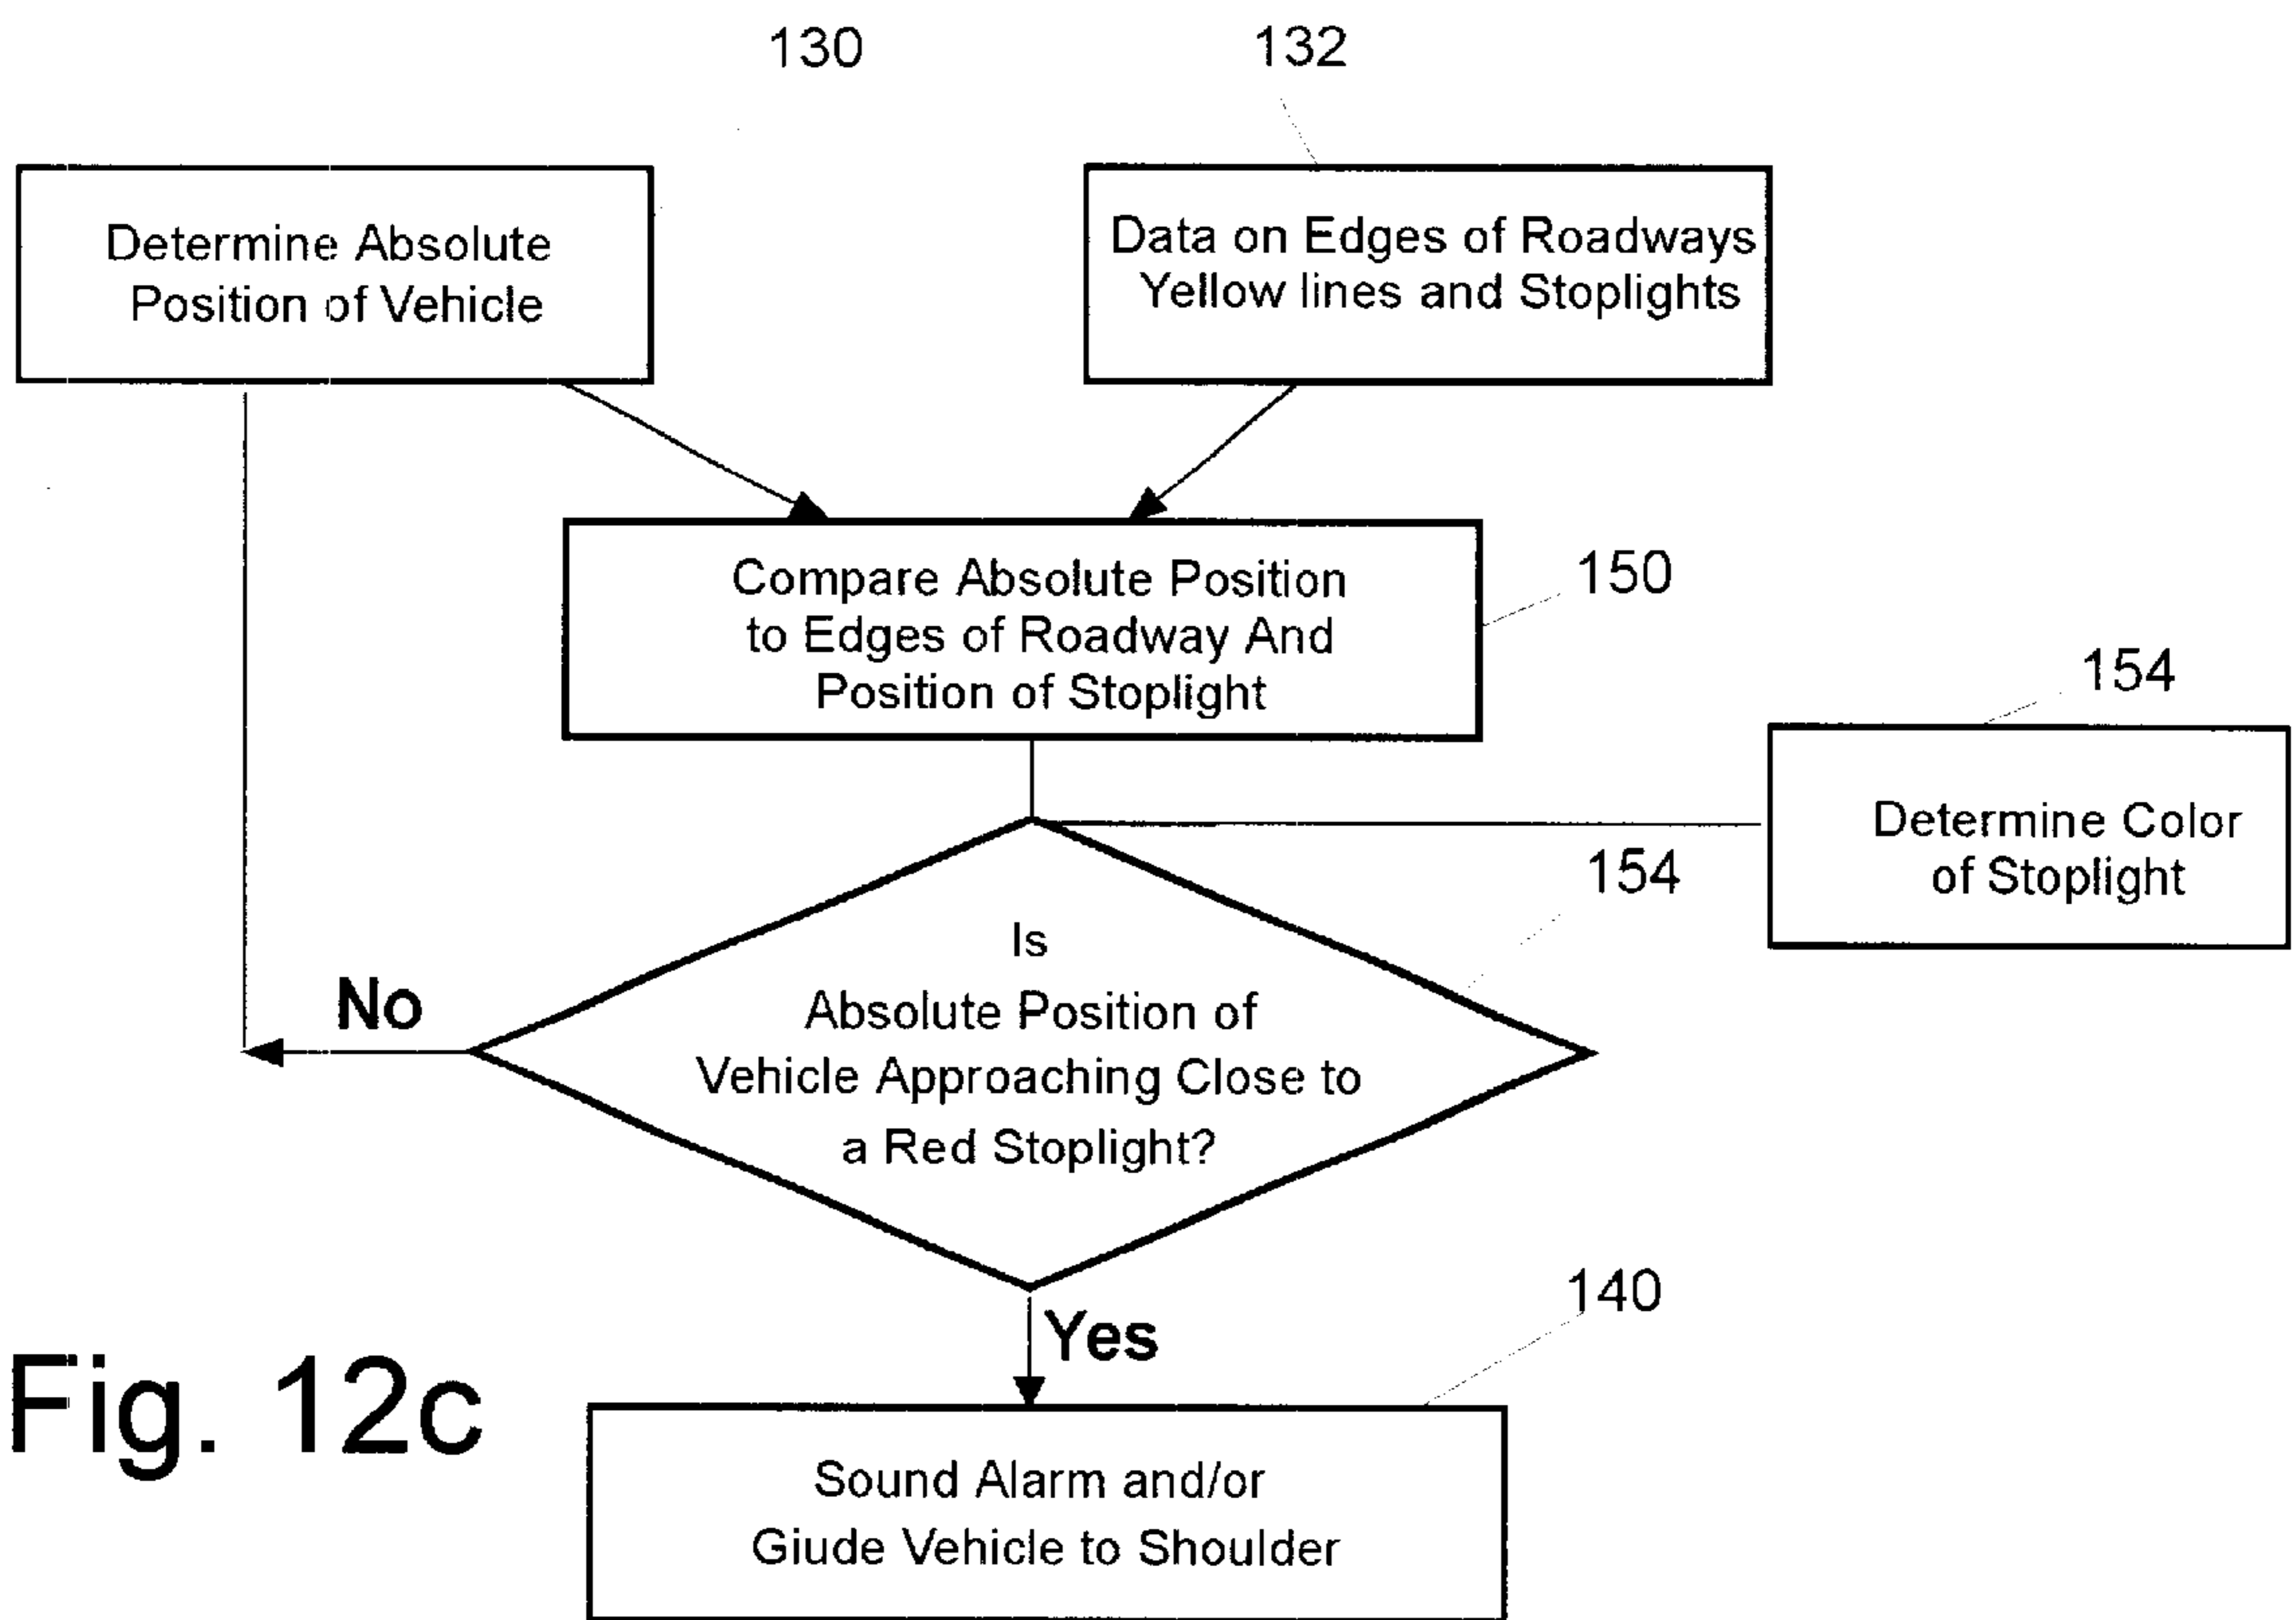 130
132
Determine Absolute
Position of Vehicle
Data on Edges of Roadways
Yellow lines and Stoplights
Compare Absolute Position
to Edges of Roadway And
Position of Stoplight
150
154
Determine Color
of Stoplight
154
Is
Absolute Position of
Vehicle Approaching Close to
a Red Stoplight?
No
Yes
140
Sound Alarm and/or
Giude Vehicle to Shoulder
Fig. 12c